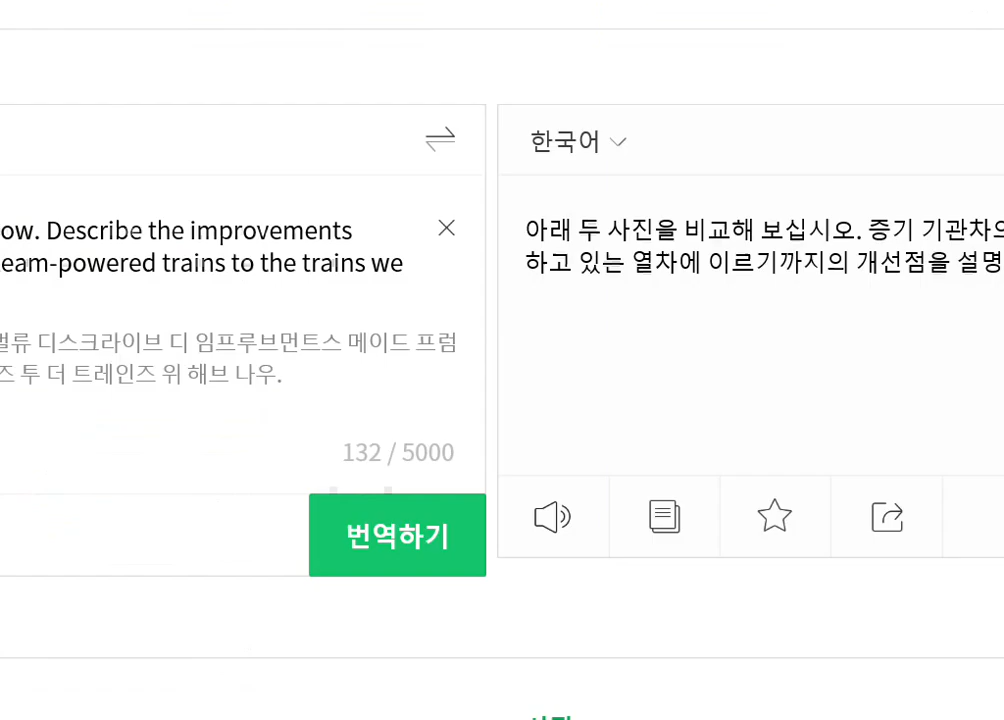 한국어
ow. Describe the improvements
eam-powered trains to the trains we
디스크라이브 디 임프루브먼트스 메이드 프럼
즈 투 더 트레인즈 위 해브 나우.
132 / 5000
번역하기
아래 두 사진을 비교해 보십시오. 증기 기관차으
하고 있는 열차에 이르기까지의 개선점을 설명